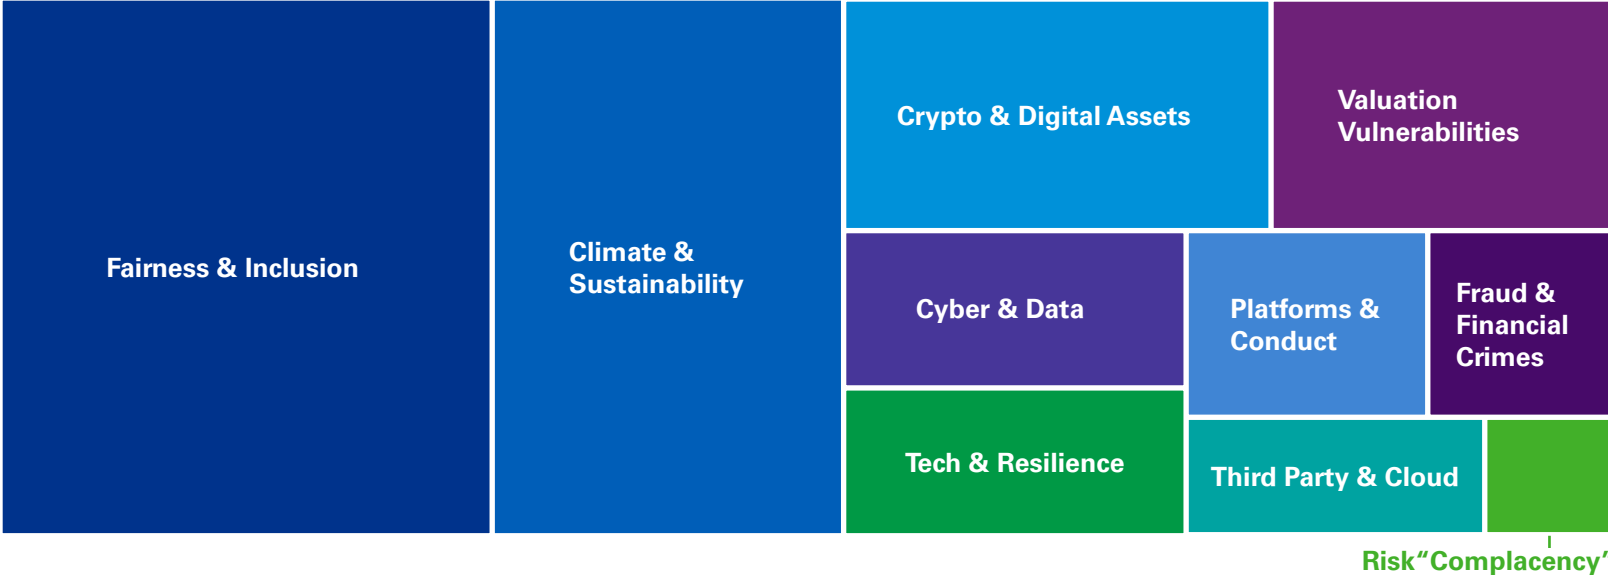 Fairness & Inclusion
Climate &
Sustainability
Crypto & Digital Assets
Valuation
Vulnerabilities
Cyber & Data
Platforms &
Conduct
Fraud &
Financial
Crimes
Tech & Resilience
Third Party & Cloud
Risk“Complacency”